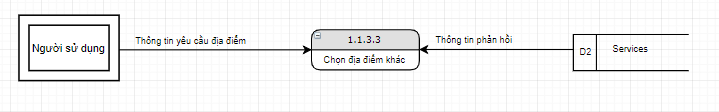 Người sử dụng
Thông tin yêu cầu địa điểm
1.1.3.3
Chọn địa điểm khác
Thông tin phản hồi
D2
Services